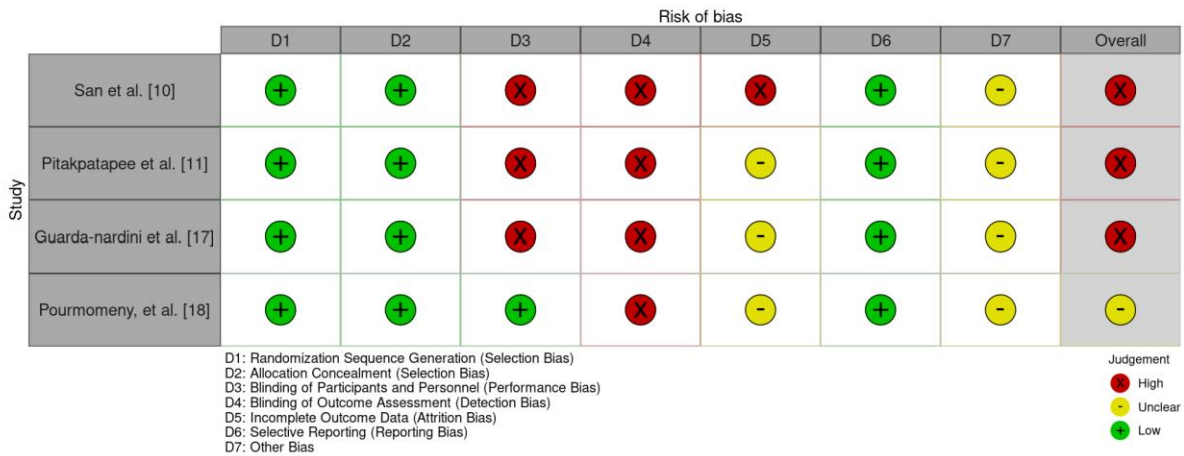 Risk of bias
D1 D2 D3 D4 D5 D6 D7 Overall
Study
San et al. [10] + + X X X + - X
Pitakpatapee et al. [11] + + X X - + - X
Guarda-nardini et al. [17] + + X X - + - X
Pourmomeny, et al. [18] + + + X - + - -
D1: Randomization Sequence Generation (Selection Bias)
D2: Allocation Concealment (Selection Bias)
D3: Blinding of Participants and Personnel (Performance Bias)
D4: Blinding of Outcome Assessment (Detection Bias)
D5: Incomplete Outcome Data (Attrition Bias)
D6: Selective Reporting (Reporting Bias)
D7: Other Bias
Judgement
X High
- Unclear
+ Low